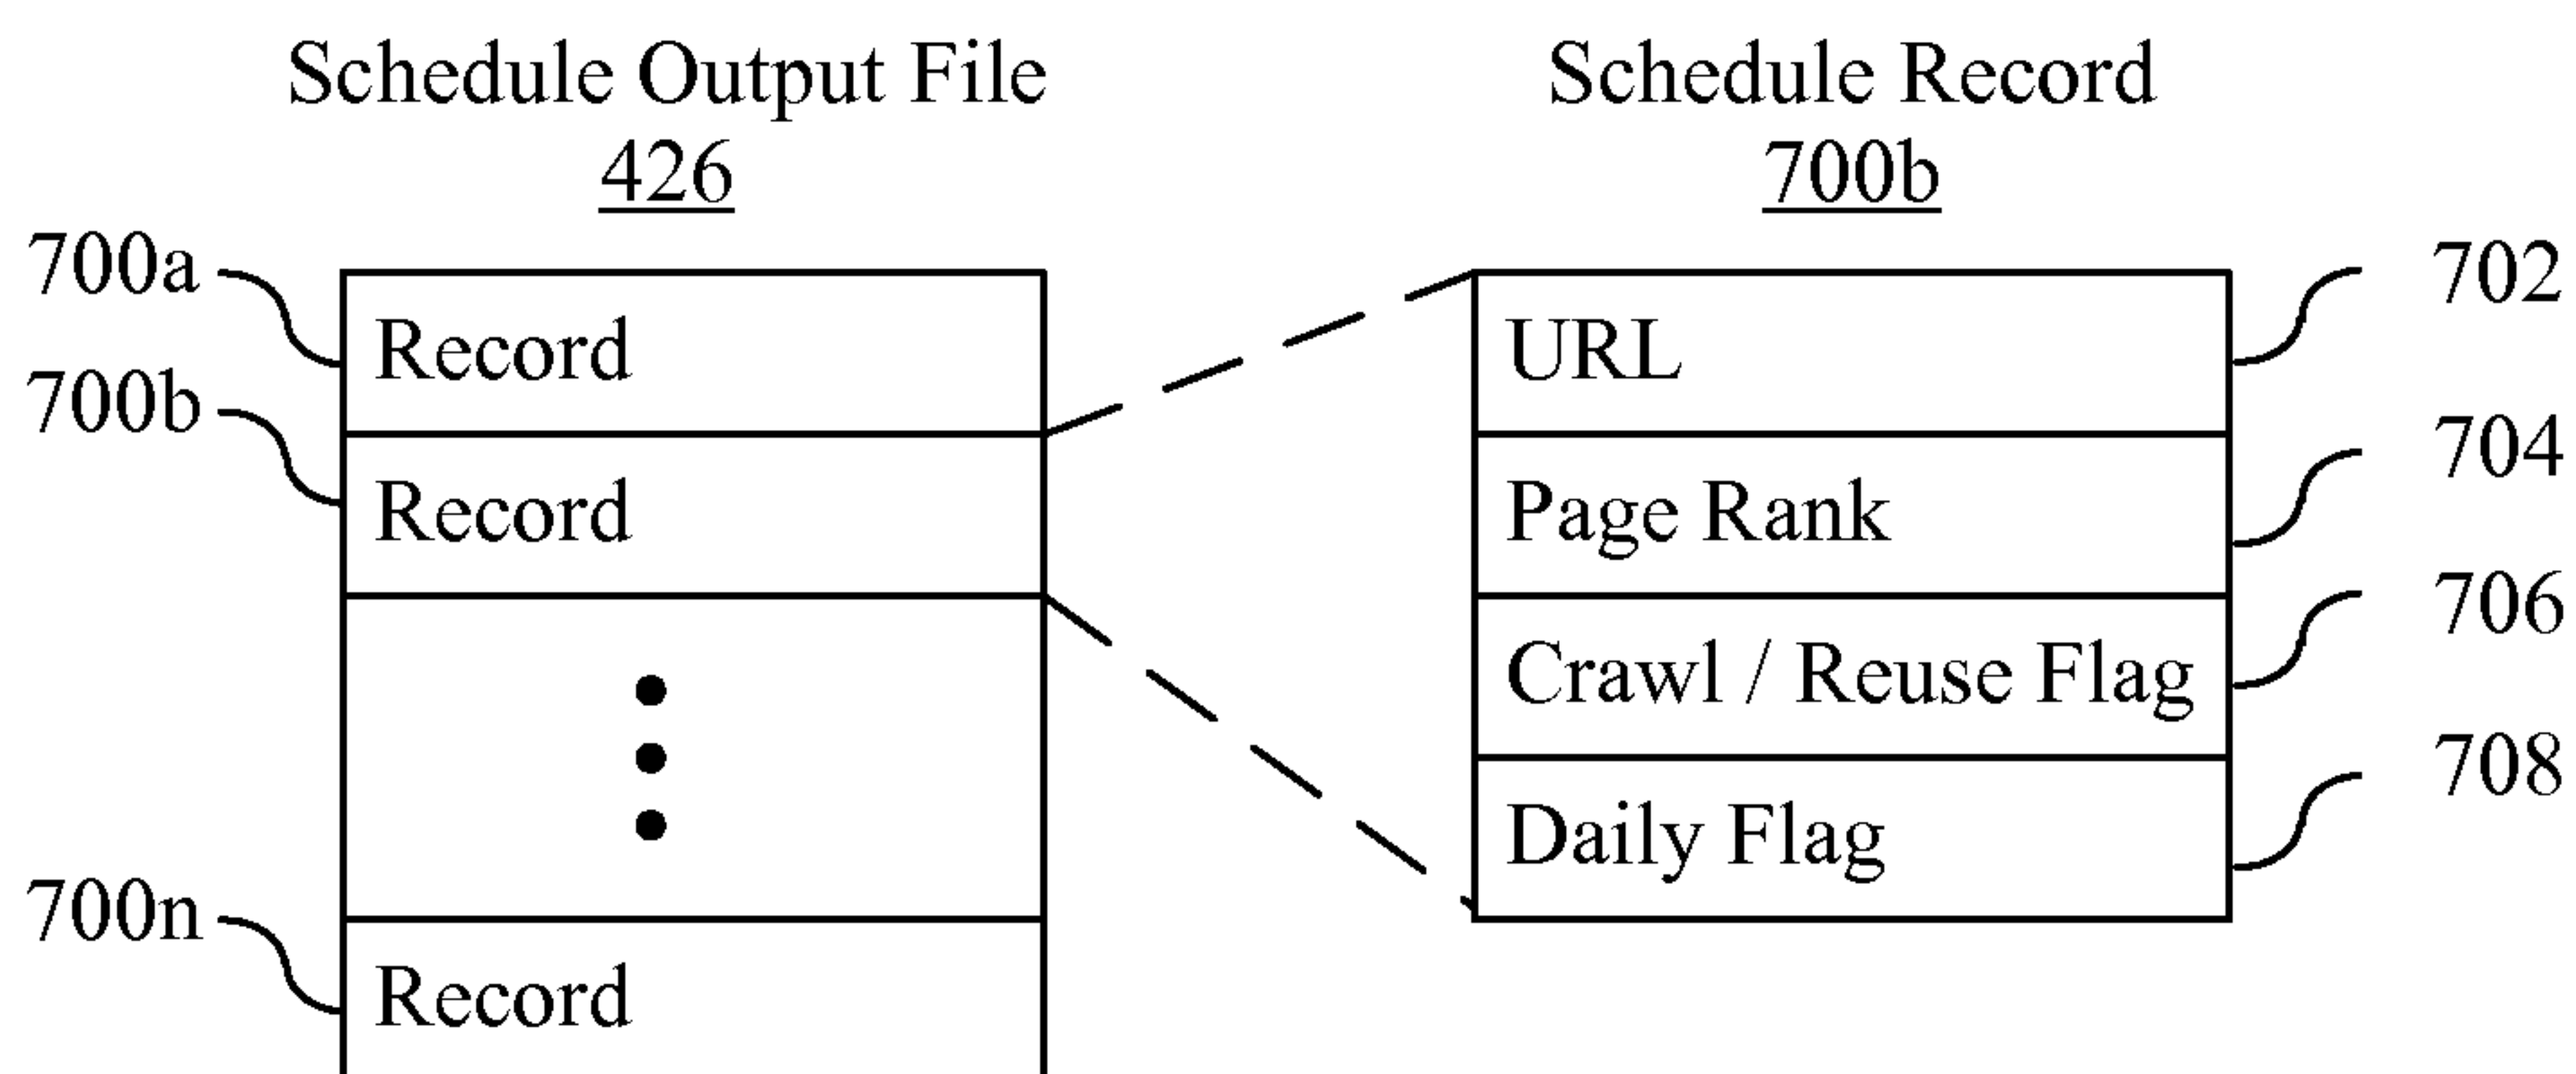 Schedule Output File
426
700a
Record
700b
Record
700n
Record
Schedule Record
700b
URL
702
Page Rank
704
Crawl / Reuse Flag
706
Daily Flag
708